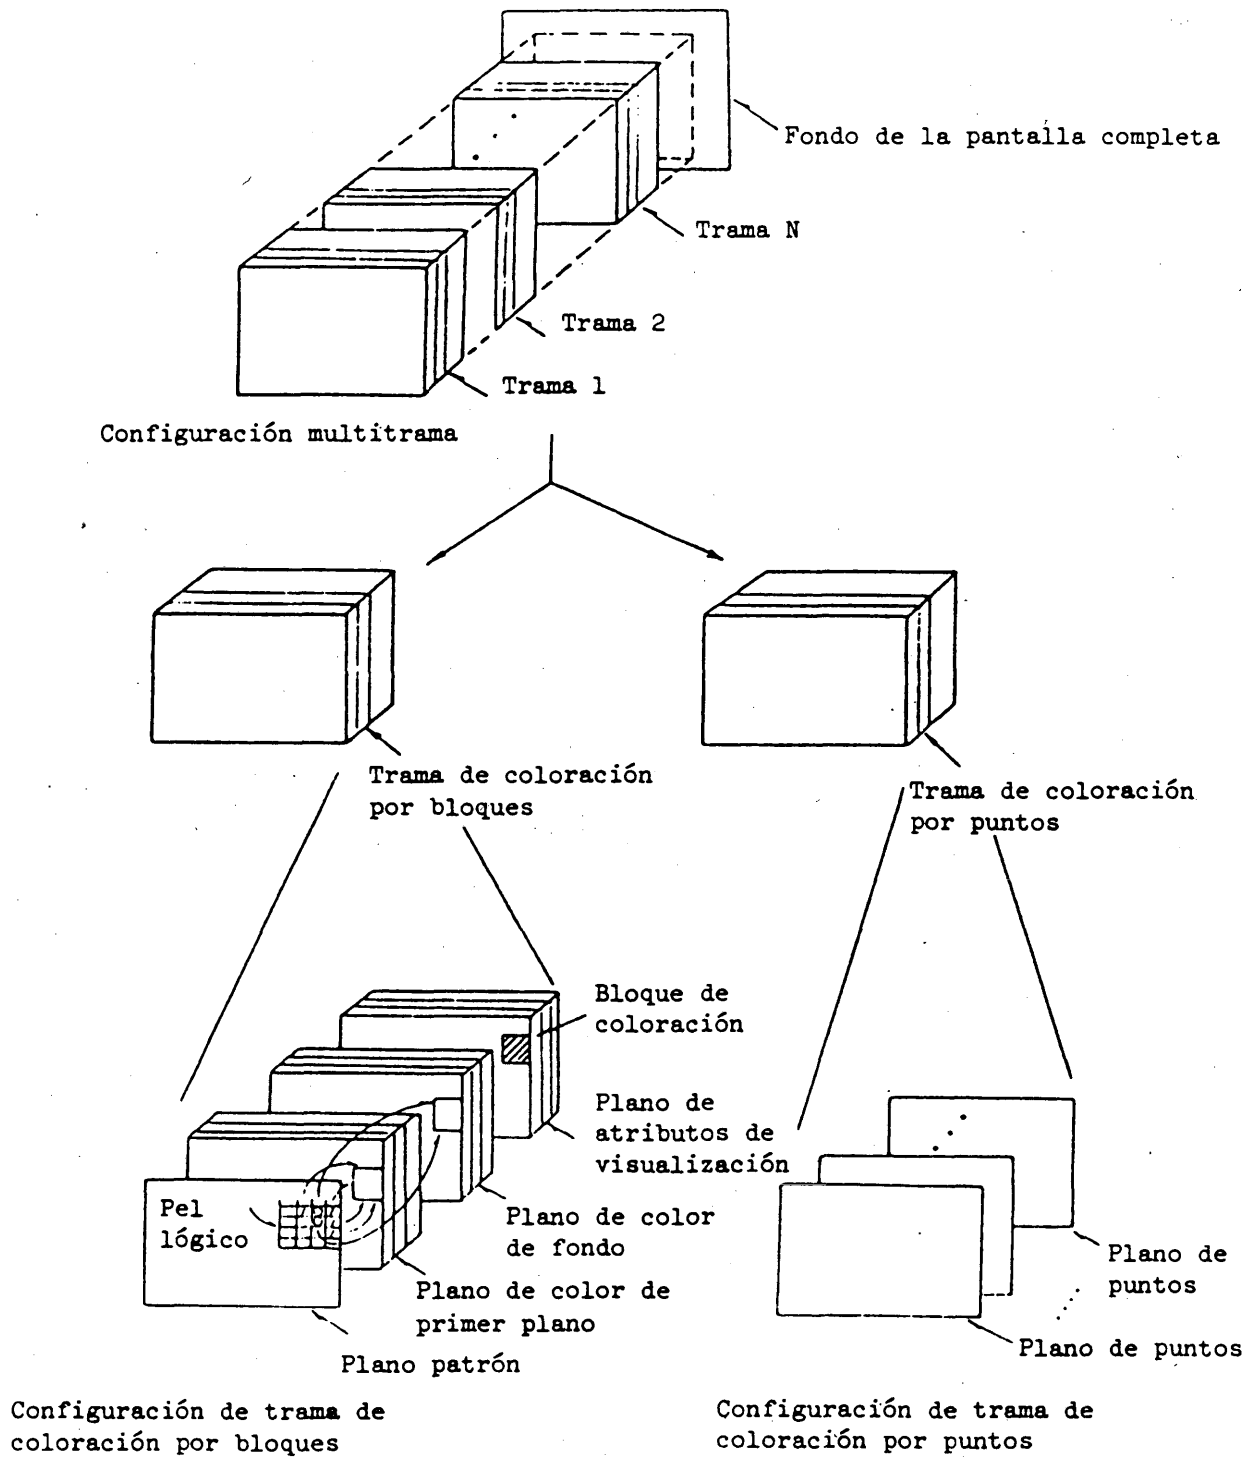 Fondo de la pantalla completa
Trama N
Trama 2
Trama 1
Configuración multitrama
Trama de coloración
por bloques
Trama de coloración
por puntos
Bloque de
coloración
Plano de
atributos de
visualización
Pel
lógico
Plano de color
de fondo
Plano de color de
primer plano
Plano patrón
Plano de
puntos
Plano de puntos
Configuración de trama de
coloración por bloques
Configuración de trama de
coloración por puntos